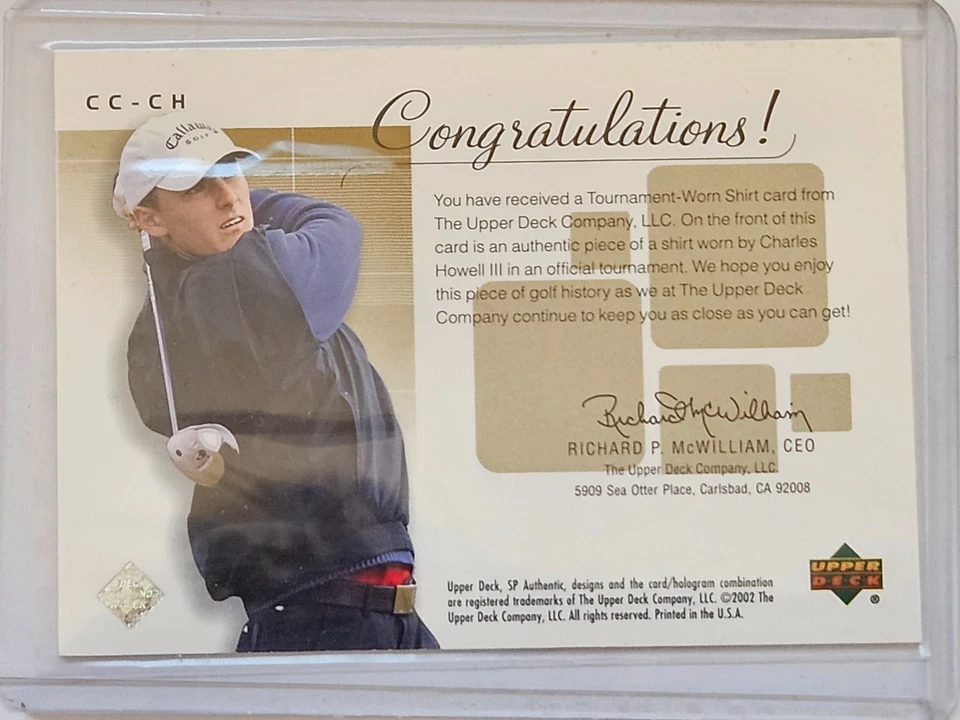 CC-CH
Congratulations!
Callaway
GOLF
You have received a Tournament-Worn Shirt card from
The Upper Deck Company, LLC. On the front of this
card is an authentic piece of a shirt worn by Charles
Howell III in an official tournament. We hope you enjoy
this piece of golf history as we at The Upper Deck
Company continue to keep you as close as you can get!
Richard McWilliam
RICHARD P. McWILLIAM, CEO
The Upper Deck Company, LLC.
5909 Sea Otter Place, Carlsbad, CA 92008
Upper Deck, SP Authentic, designs and the card/hologram combination
are registered trademarks of The Upper Deck Company, LLC. ©2002 The
Upper Deck Company, LLC. All rights reserved. Printed in the U.S.A.
UPPER
DECK
®